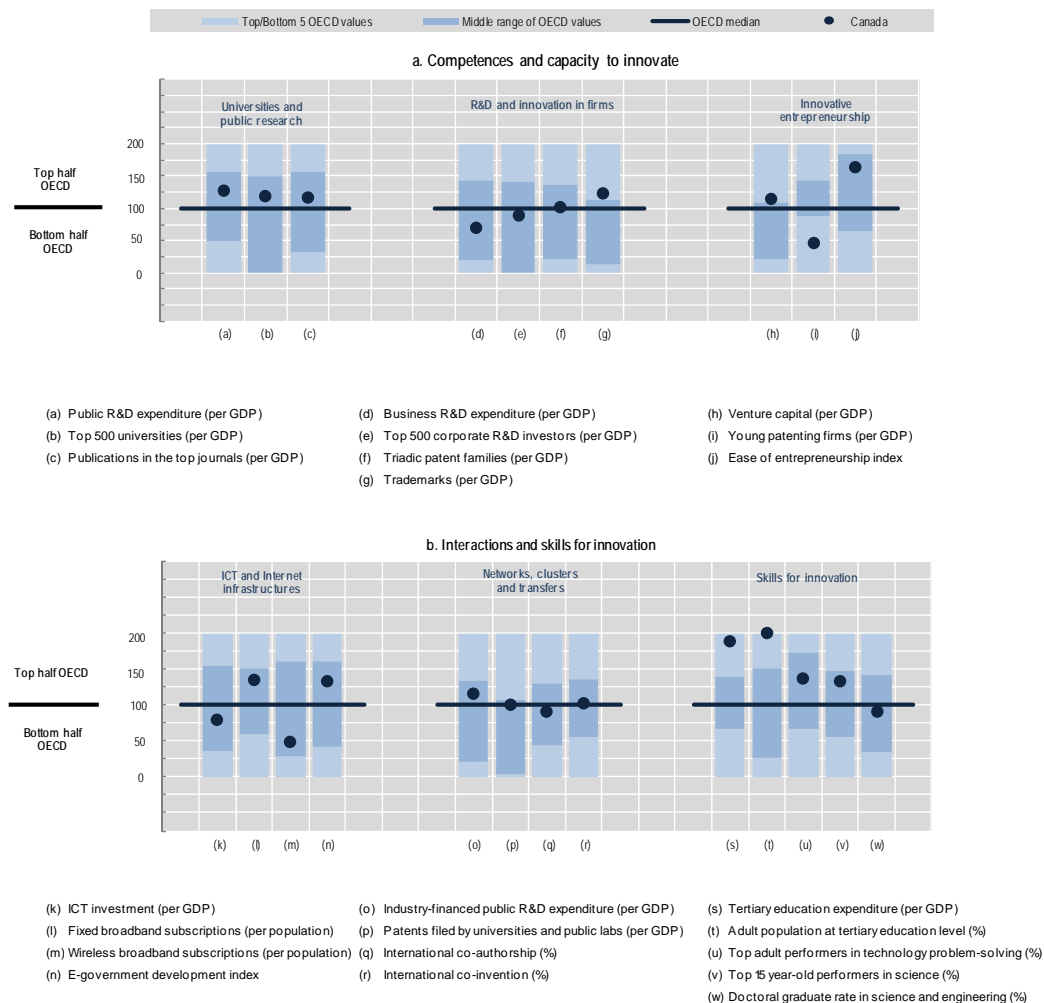 Top/Bottom 5 OECD values Middle range of OECD values OECD median Canada
a. Competences and capacity to innovate
Universities and
public research
R&D and innovation in firms
Innovative
entrepreneurship
200
150
100
50
0
Top half
OECD
Bottom half
OECD
(a) (b) (c) (d) (e) (f) (g) (h) (i) (j)
(a) Public R&D expenditure (per GDP)
(b) Top 500 universities (per GDP)
(c) Publications in the top journals (per GDP)
(d) Business R&D expenditure (per GDP)
(e) Top 500 corporate R&D investors (per GDP)
(f) Triadic patent families (per GDP)
(g) Trademarks (per GDP)
(h) Venture capital (per GDP)
(i) Young patenting firms (per GDP)
(j) Ease of entrepreneurship index
b. Interactions and skills for innovation
ICT and Internet
infrastructures
Networks, clusters
and transfers
Skills for innovation
200
150
100
50
0
Top half OECD
Bottom half
OECD
(k) (l) (m) (n) (o) (p) (q) (r) (s) (t) (u) (v) (w)
(k) ICT investment (per GDP)
(l) Fixed broadband subscriptions (per population)
(m) Wireless broadband subscriptions (per population)
(n) E-government development index
(o) Industry-financed public R&D expenditure (per GDP)
(p) Patents filed by universities and public labs (per GDP)
(q) International co-authorship (%)
(r) International co-invention (%)
(s) Tertiary education expenditure (per GDP)
(t) Adult population at tertiary education level (%)
(u) Top adult performers in technology problem-solving (%)
(v) Top 15 year-old performers in science (%)
(w) Doctoral graduate rate in science and engineering (%)